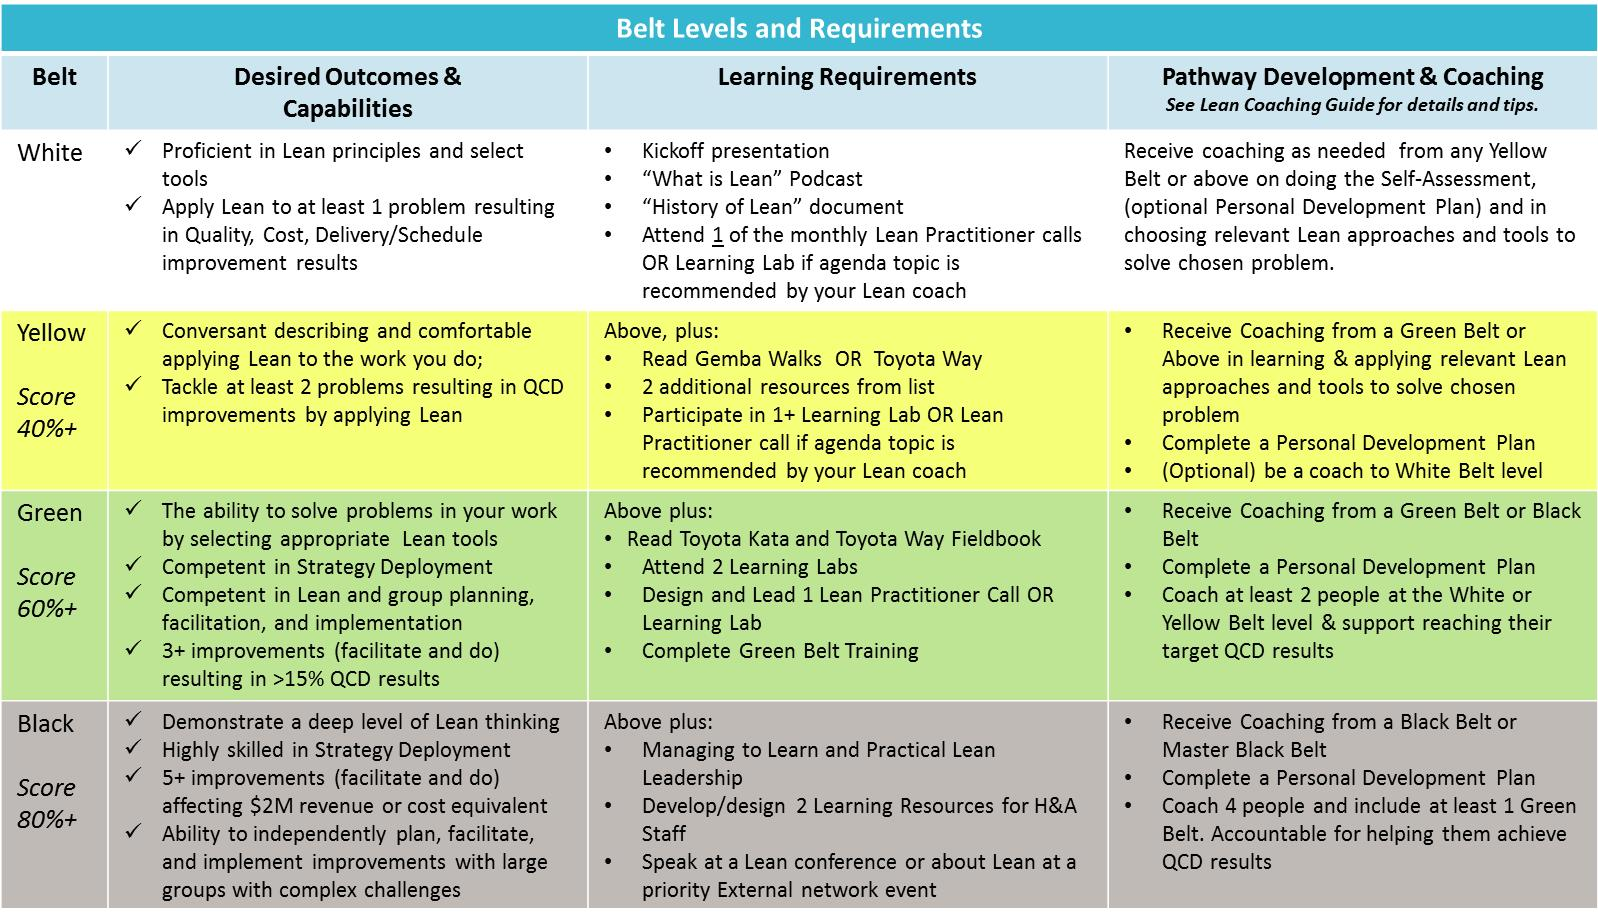 Belt Levels and Requirements
Belt
Desired Outcomes &
Capabilities
Learning Requirements
Pathway Development & Coaching
See Lean Coaching Guide for details and tips.
White
✓ Proficient in Lean principles and select
tools
✓ Apply Lean to at least 1 problem resulting
in Quality, Cost, Delivery/Schedule
improvement results
• Kickoff presentation
• “What is Lean” Podcast
• “History of Lean” document
• Attend 1 of the monthly Lean Practitioner calls
OR Learning Lab if agenda topic is
recommended by your Lean coach
Receive coaching as needed from any Yellow
Belt or above on doing the Self-Assessment,
(optional Personal Development Plan) and in
choosing relevant Lean approaches and tools to
solve chosen problem.
Yellow
Score
40%+
✓ Conversant describing and comfortable
applying Lean to the work you do;
✓ Tackle at least 2 problems resulting in QCD
improvements by applying Lean
Above, plus:
• Read Gemba Walks OR Toyota Way
• 2 additional resources from list
• Participate in 1+ Learning Lab OR Lean
Practitioner call if agenda topic is
recommended by your Lean coach
• Receive Coaching from a Green Belt or
Above in learning & applying relevant Lean
approaches and tools to solve chosen
problem
• Complete a Personal Development Plan
• (Optional) be a coach to White Belt level
Green
Score
60%+
✓ The ability to solve problems in your work
by selecting appropriate Lean tools
✓ Competent in Strategy Deployment
✓ Competent in Lean and group planning,
facilitation, and implementation
✓ 3+ improvements (facilitate and do)
resulting in >15% QCD results
Above plus:
• Read Toyota Kata and Toyota Way Fieldbook
• Attend 2 Learning Labs
• Design and Lead 1 Lean Practitioner Call OR
Learning Lab
• Complete Green Belt Training
• Receive Coaching from a Green Belt or Black
Belt
• Complete a Personal Development Plan
• Coach at least 2 people at the White or
Yellow Belt level & support reaching their
target QCD results
Black
Score
80%+
✓ Demonstrate a deep level of Lean thinking
✓ Highly skilled in Strategy Deployment
✓ 5+ improvements (facilitate and do)
affecting $2M revenue or cost equivalent
✓ Ability to independently plan, facilitate,
and implement improvements with large
groups with complex challenges
Above plus:
• Managing to Learn and Practical Lean
Leadership
• Develop/design 2 Learning Resources for H&A
Staff
• Speak at a Lean conference or about Lean at a
priority External network event
• Receive Coaching from a Black Belt or
Master Black Belt
• Complete a Personal Development Plan
• Coach 4 people and include at least 1 Green
Belt. Accountable for helping them achieve
QCD results